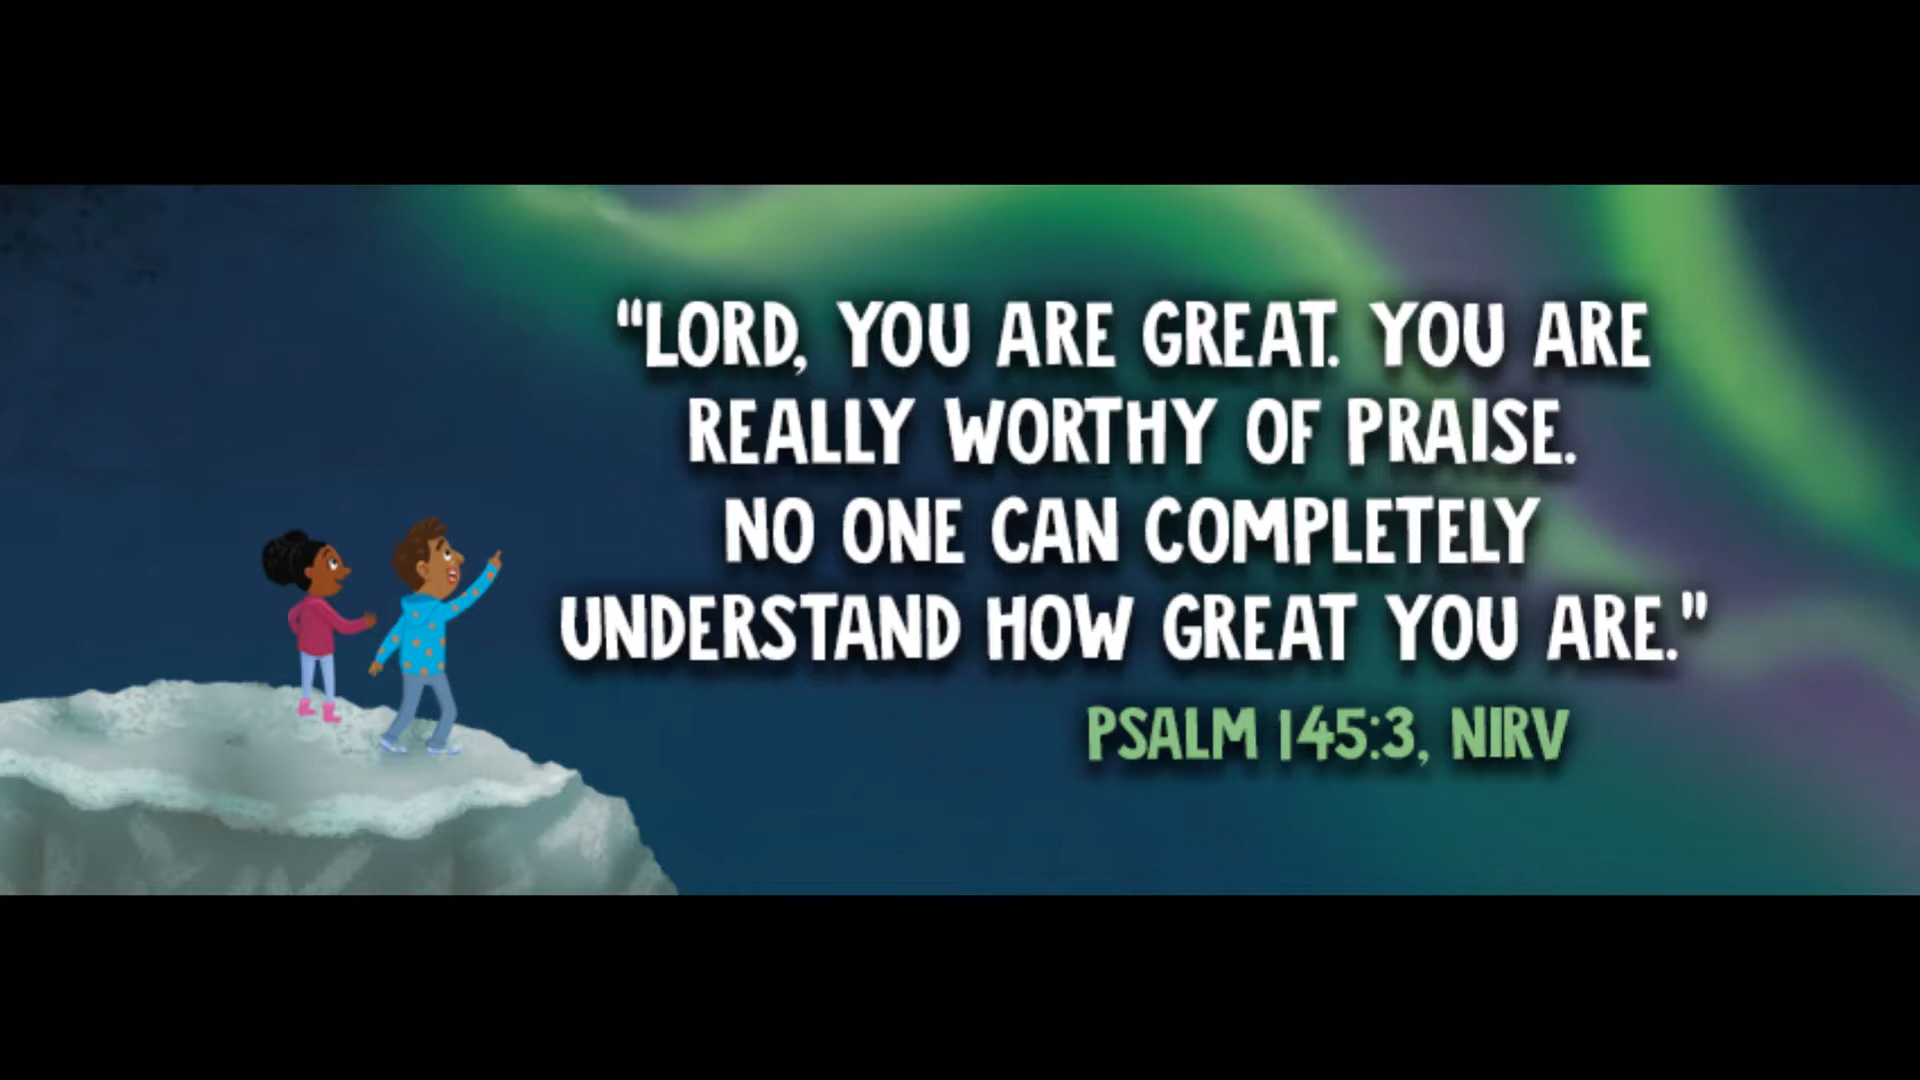 "LORD, YOU ARE GREAT. YOU ARE
REALLY WORTHY OF PRAISE.
NO ONE CAN COMPLETELY
UNDERSTAND HOW GREAT YOU ARE."
PSALM 145:3, NIRV